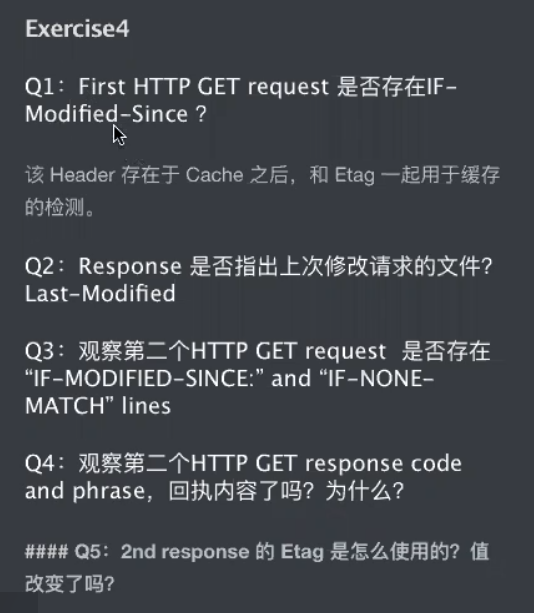 Exercise4
Q1：First HTTP GET request 是否存在IF-
Modified-Since ?
该 Header 存在于 Cache 之后，和 Etag 一起用于缓存
的检测。
Q2：Response 是否指出上次修改请求的文件？
Last-Modified
Q3：观察第二个HTTP GET request 是否存在
“IF-MODIFIED-SINCE:” and “IF-NONE-
MATCH” lines
Q4：观察第二个HTTP GET response code
and phrase，回执内容了吗？为什么？
#### Q5：2nd response 的 Etag 是怎么使用的？值
改变了吗？